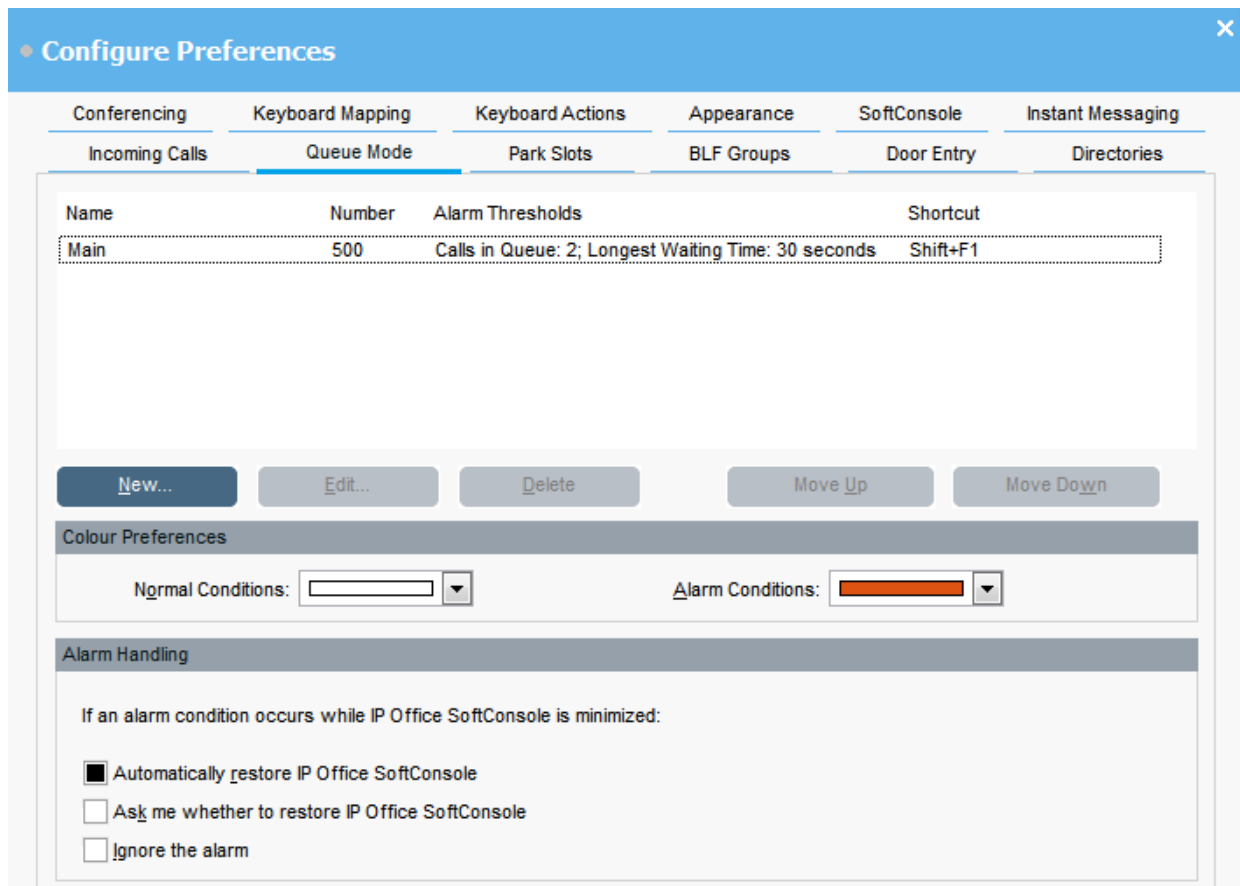 Configure Preferences
Conferencing Keyboard Mapping Keyboard Actions Appearance SoftConsole Instant Messaging
Incoming Calls Queue Mode Park Slots BLF Groups Door Entry Directories
Name Number Alarm Thresholds Shortcut
Main 500 Calls in Queue: 2; Longest Waiting Time: 30 seconds Shift+F1
New... Edit... Delete Move Up Move Down
Colour Preferences
Normal Conditions: Alarm Conditions:
Alarm Handling
If an alarm condition occurs while IP Office SoftConsole is minimized:
Automatically restore IP Office SoftConsole
Ask me whether to restore IP Office SoftConsole
Ignore the alarm